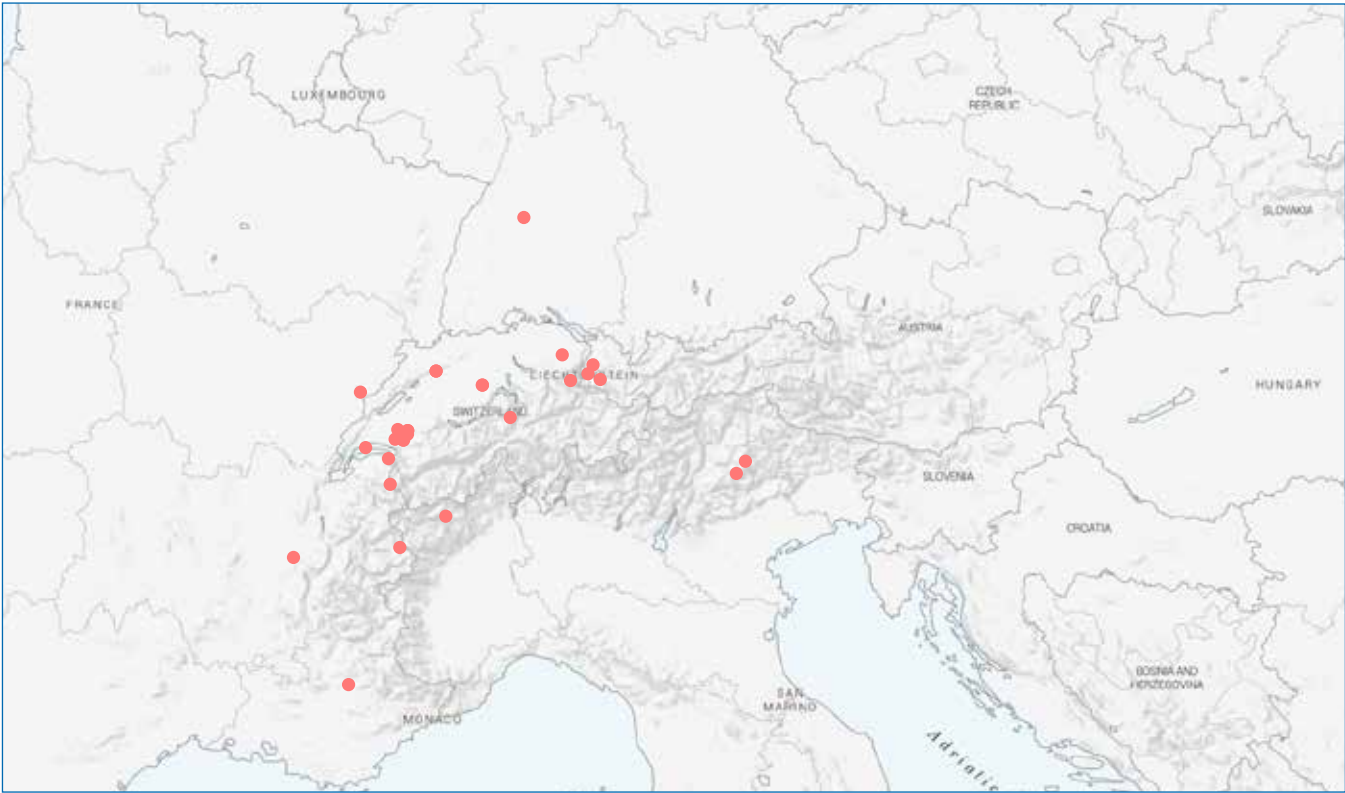 LUXEMBOURG
CZECH
REPUBLIC
SLOVAKIA
FRANCE
AUSTRIA
LIECHTENSTEIN
HUNGARY
SWITZERLAND
SLOVENIA
CROATIA
BOSNIA AND
HERZEGOVINA
SAN
MARINO
MONACO
Adriatic